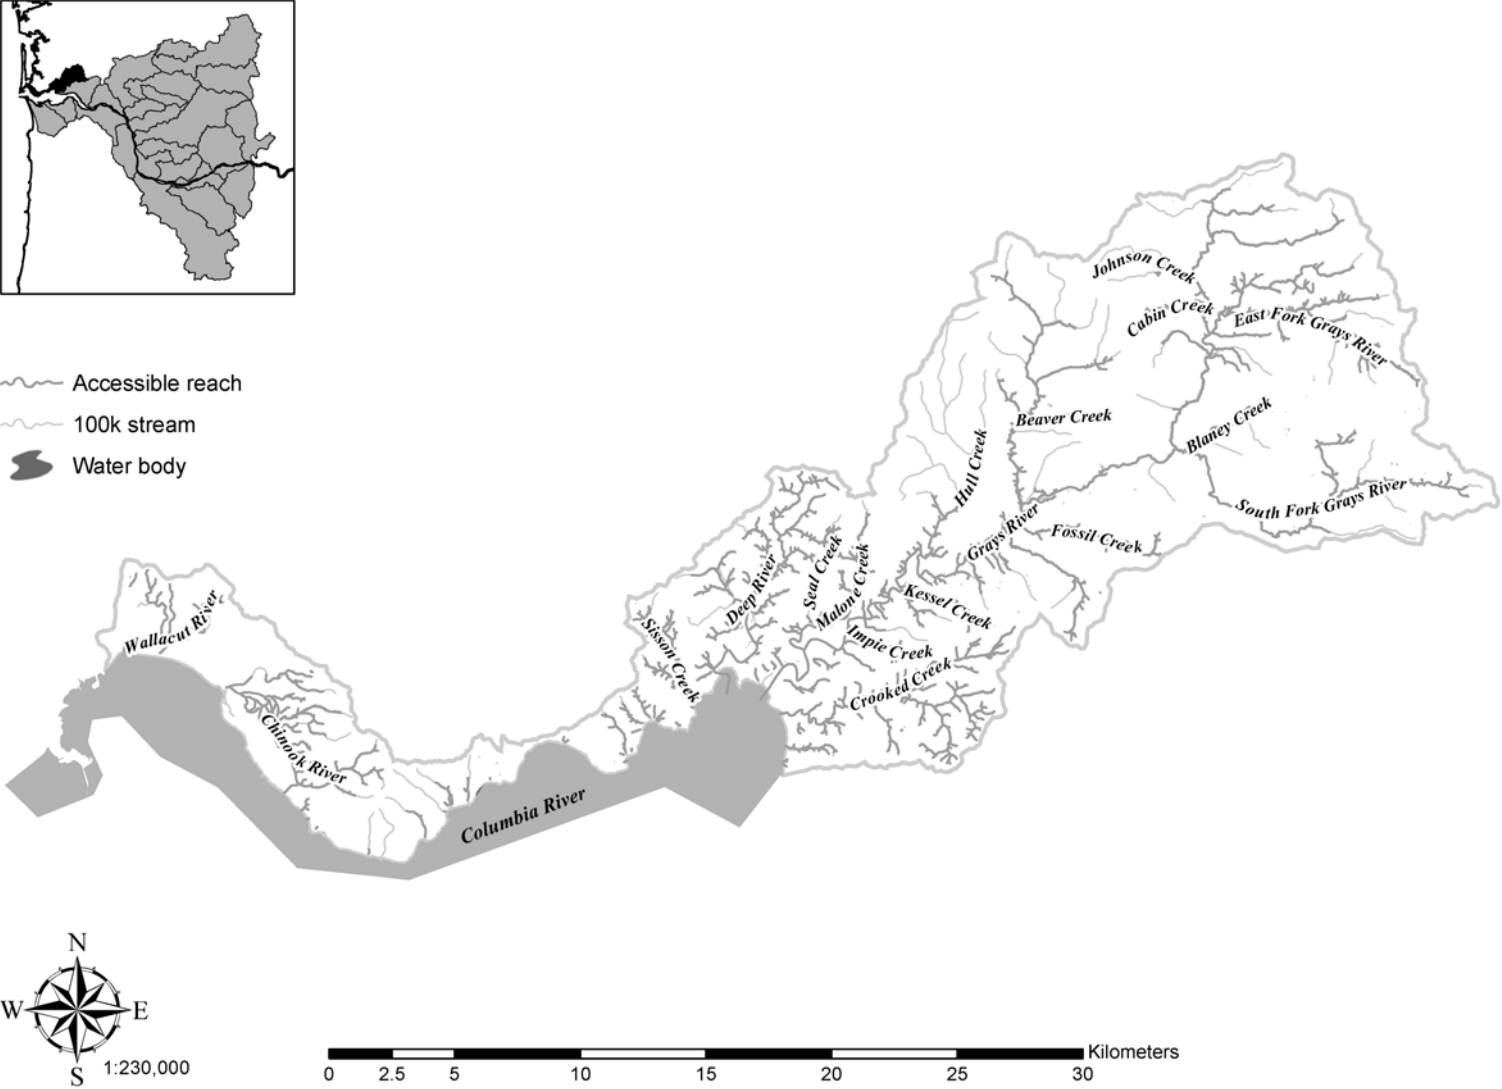 Johnson Creek
Cabin Creek
East Fork Grays River
Accessible reach
100k stream
Water body
Beaver Creek
Blaney Creek
Hull Creek
South Fork Grays River
Grays River
Fossil Creek
Deep River
Seal Creek
Malone Creek
Kessel Creek
Wallacut River
Sisson Creek
Impie Creek
Crooked Creek
Chinook River
Columbia River
N
W E
S
1:230,000
Kilometers
0 2.5 5 10 15 20 25 30